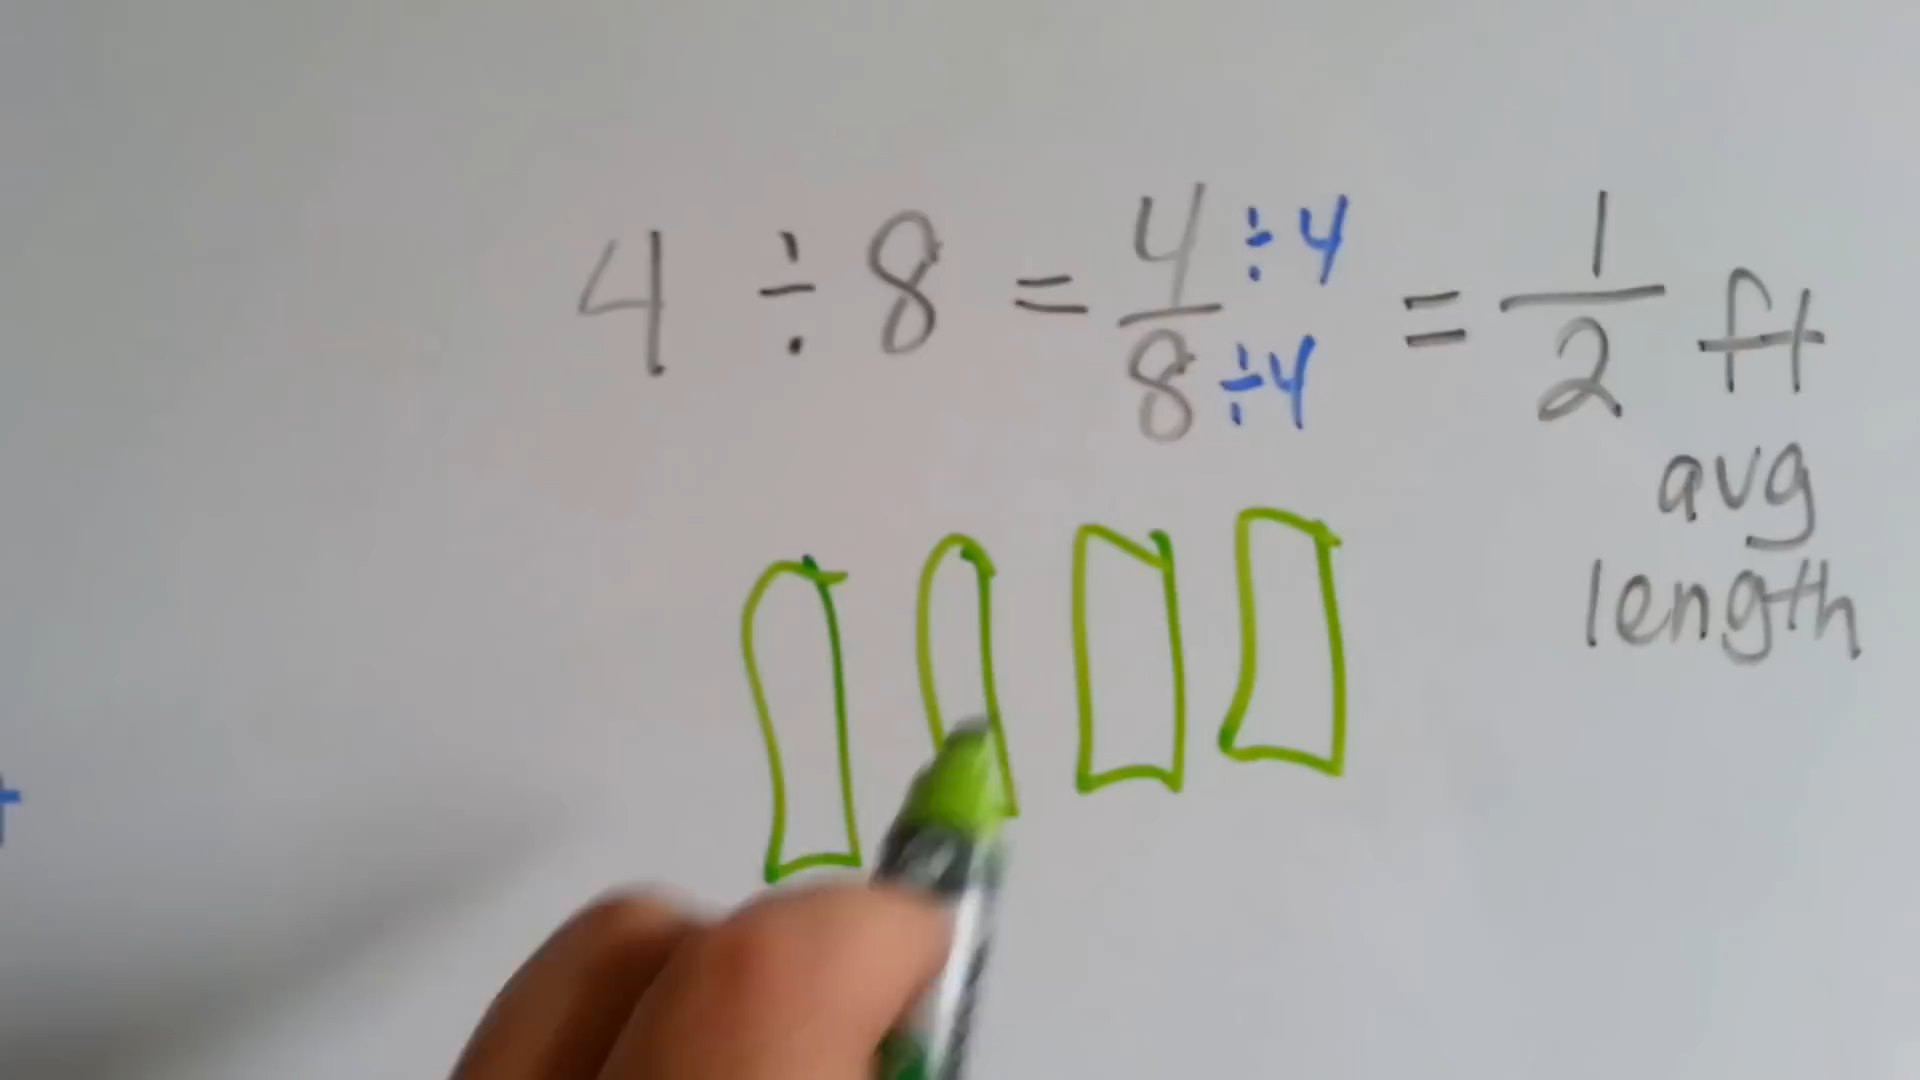 4 ÷ 8 = 4/8 ÷4/÷4 = 1/2 ft
avg
length